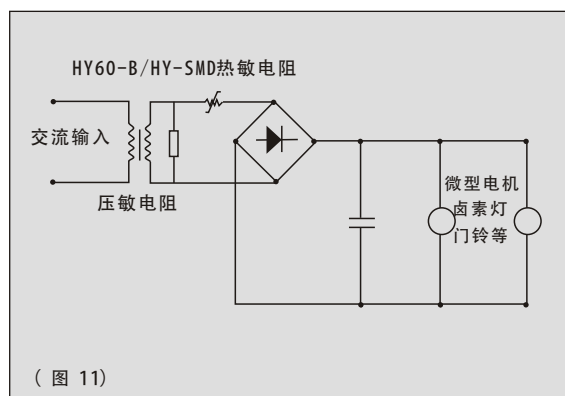 HY60-B/HY-SMD热敏电阻
交流输入
压敏电阻
微型电机
卤素灯
门铃等
( 图 11)